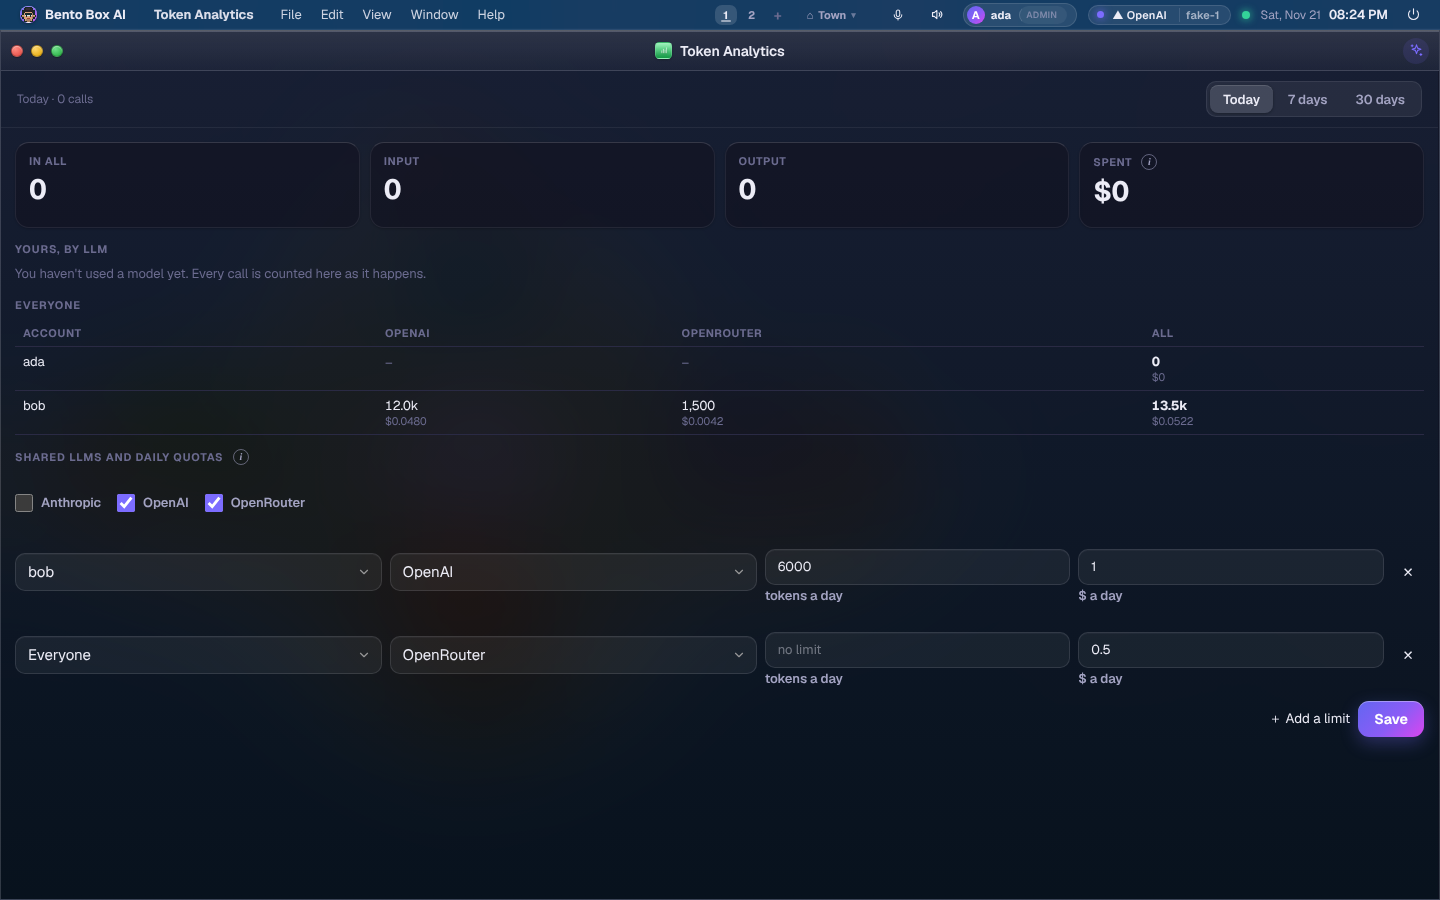 Bento Box AI Token Analytics File Edit View Window Help 1 2 + Town ada ADMIN OpenAI fake-1 Sat, Nov 21 08:24 PM
Token Analytics
Today · 0 calls Today 7 days 30 days
IN ALL INPUT OUTPUT SPENT i
0 0 0 $0
YOURS, BY LLM
You haven't used a model yet. Every call is counted here as it happens.
EVERYONE
ACCOUNT OPENAI OPENROUTER ALL
ada – – 0
$0
bob 12.0k 1,500 13.5k
$0.0480 $0.0042 $0.0522
SHARED LLMS AND DAILY QUOTAS i
Anthropic OpenAI OpenRouter
bob OpenAI 6000 1 ×
tokens a day $ a day
Everyone OpenRouter no limit 0.5 ×
tokens a day $ a day
+ Add a limit Save